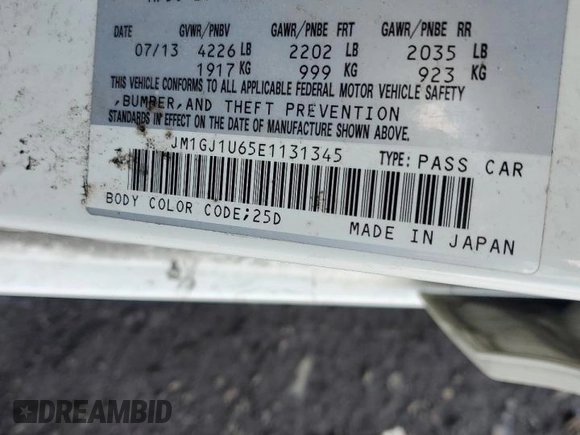 DATE GVWR/PNBV GAWR/PNBE FRT GAWR/PNBE RR
07/13 4226 LB 2202 LB 2035 LB
1917 KG 999 KG 923 KG
THIS VEHICLE CONFORMS TO ALL APPLICABLE FEDERAL MOTOR VEHICLE SAFETY
,BUMPER,AND THEFT PREVENTION
STANDARDS IN EFFECT ON THE DATE OF MANUFACTURE SHOWN ABOVE.
JM1GJ1U65E1131345 TYPE: PASS CAR
BODY COLOR CODE;25D
MADE IN JAPAN
DREAMBID